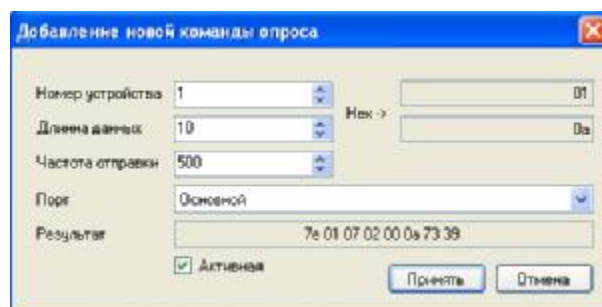 Добавление новой команды опроса
Номер устройства 1 Hex -> 01
Длинна данных 10 0a
Частота отправки 500
Порт Основной
Результат 7e 01 07 02 00 0a 73 39
Активная
Принять Отмена